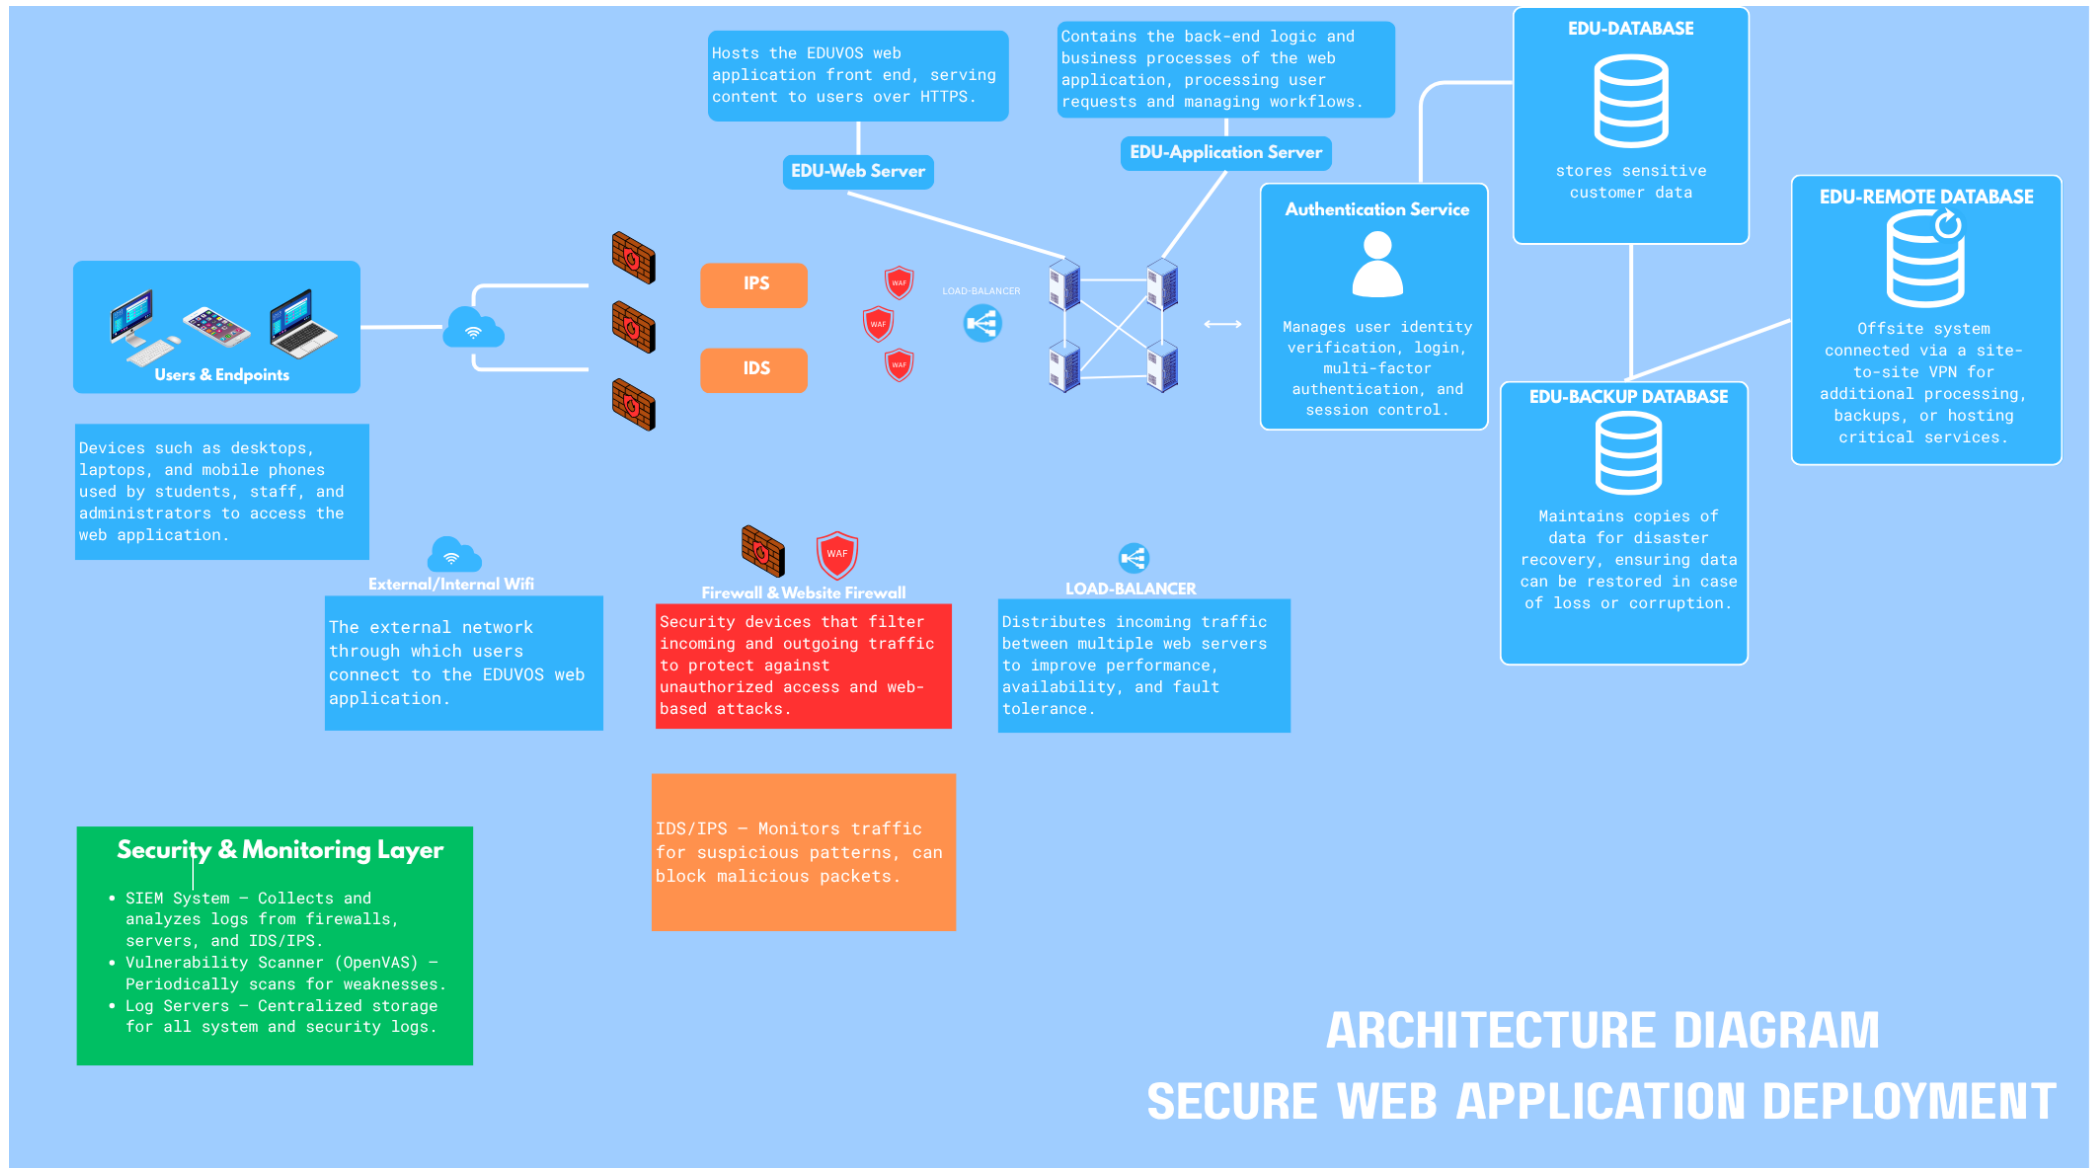 Hosts the EDUVOS web
application front end, serving
content to users over HTTPS.
EDU-Web Server
Contains the back-end logic and
business processes of the web
application, processing user
requests and managing workflows.
EDU-Application Server
EDU-DATABASE
stores sensitive
customer data
Authentication Service
Manages user identity
verification, login,
multi-factor
authentication, and
session control.
EDU-REMOTE DATABASE
Offsite system
connected via a site-
to-site VPN for
additional processing,
backups, or hosting
critical services.
EDU-BACKUP DATABASE
Maintains copies of
data for disaster
recovery, ensuring data
can be restored in case
of loss or corruption.
Users & Endpoints
IPS
IDS
WAF
WAF
WAF
LOAD-BALANCER
Devices such as desktops,
laptops, and mobile phones
used by students, staff, and
administrators to access the
web application.
External/Internal Wifi
The external network
through which users
connect to the EDUVOS web
application.
WAF
Firewall & Website Firewall
Security devices that filter
incoming and outgoing traffic
to protect against
unauthorized access and web-
based attacks.
LOAD-BALANCER
Distributes incoming traffic
between multiple web servers
to improve performance,
availability, and fault
tolerance.
IDS/IPS – Monitors traffic
for suspicious patterns, can
block malicious packets.
Security & Monitoring Layer
• SIEM System – Collects and
analyzes logs from firewalls,
servers, and IDS/IPS.
• Vulnerability Scanner (OpenVAS) –
Periodically scans for weaknesses.
• Log Servers – Centralized storage
for all system and security logs.
ARCHITECTURE DIAGRAM
SECURE WEB APPLICATION DEPLOYMENT